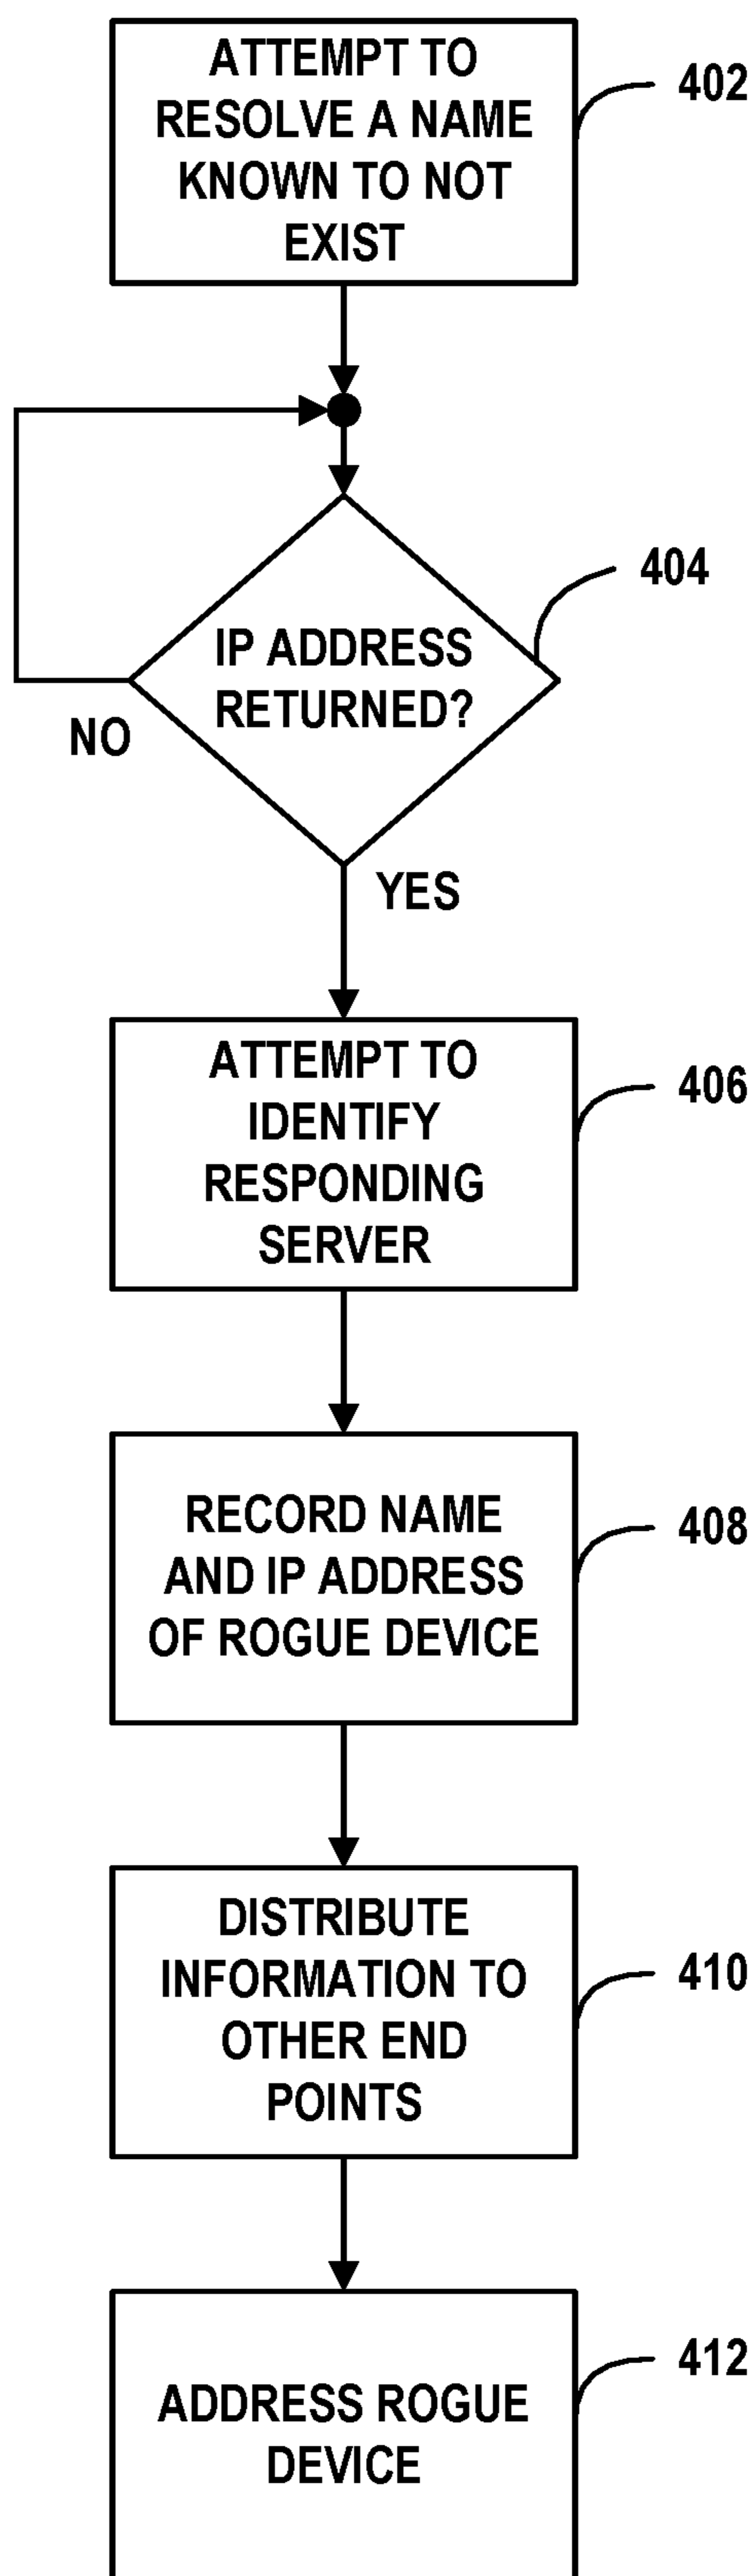 ATTEMPT TO
RESOLVE A NAME
KNOWN TO NOT
EXIST
402
IP ADDRESS
RETURNED?
404
NO
YES
ATTEMPT TO
IDENTIFY
RESPONDING
SERVER
406
RECORD NAME
AND IP ADDRESS
OF ROGUE DEVICE
408
DISTRIBUTE
INFORMATION TO
OTHER END
POINTS
410
ADDRESS ROGUE
DEVICE
412